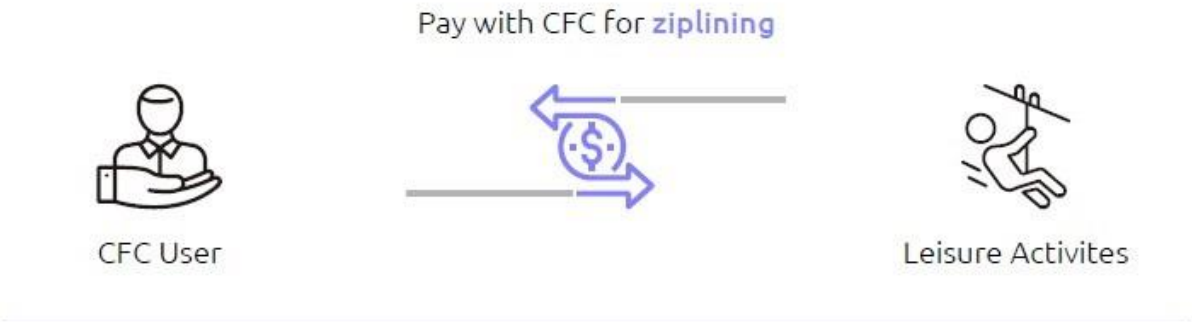 Pay with CFC for ziplining
$
CFC User
Leisure Activites